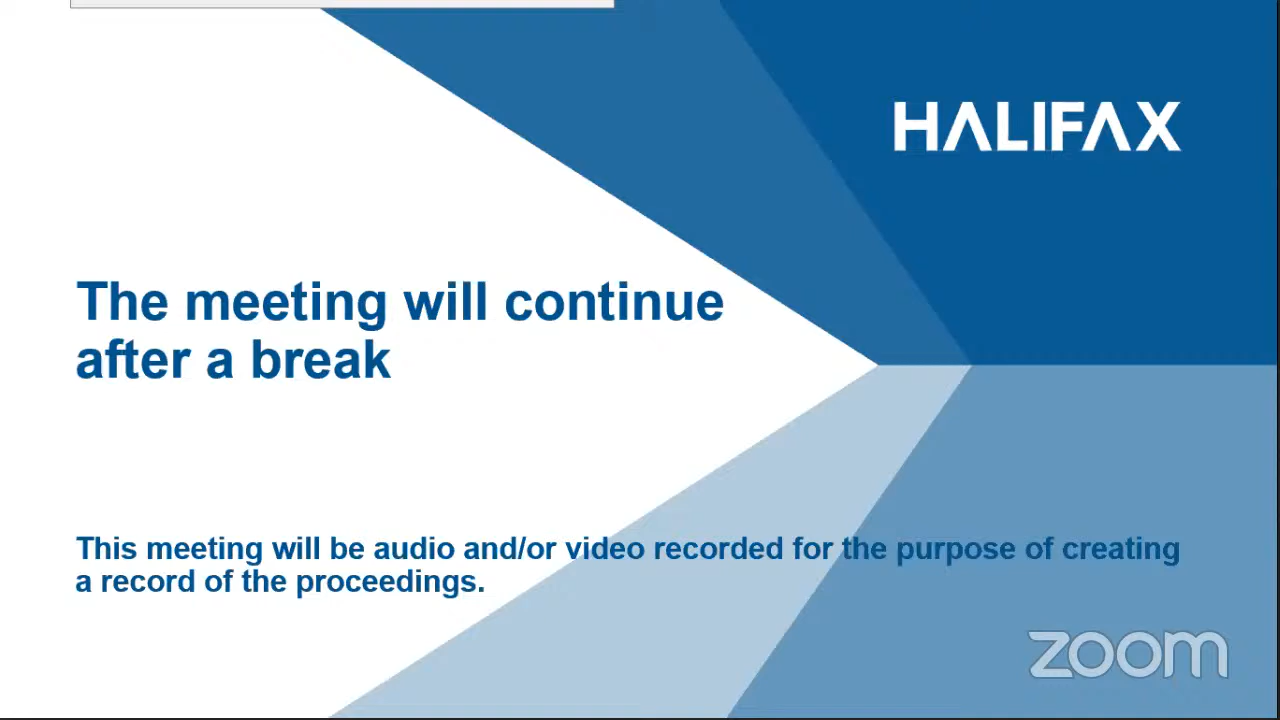 HALIFAX
The meeting will continue
after a break
This meeting will be audio and/or video recorded for the purpose of creating
a record of the proceedings.
zoom